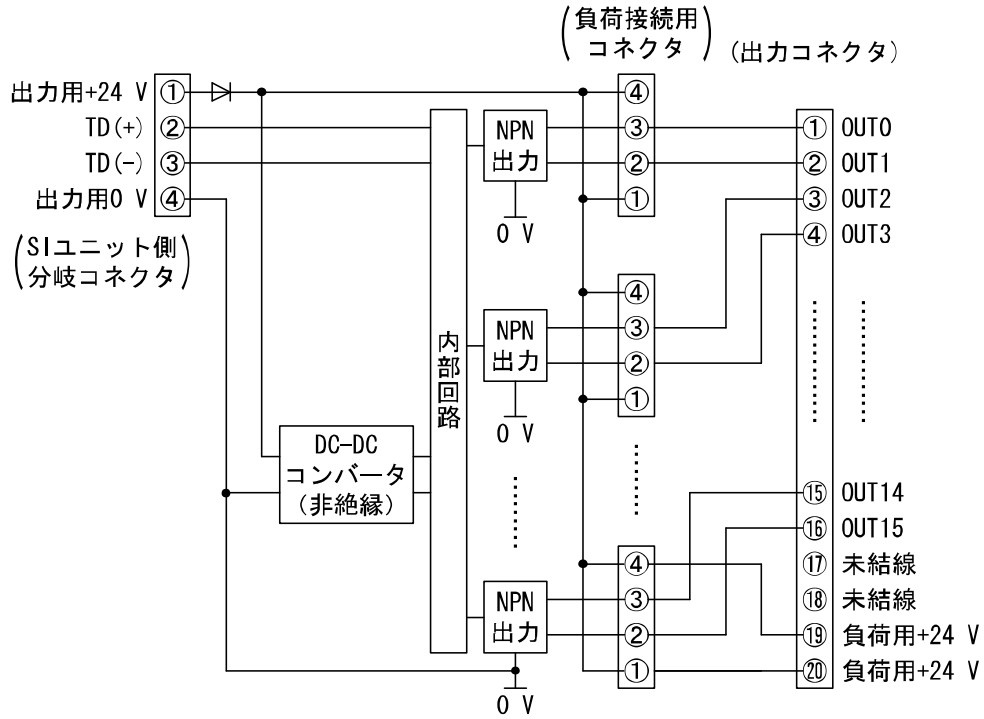 負荷接続用
コネクタ
(出力コネクタ)
出力用+24 V ①
TD(+) ②
TD(-) ③
出力用0 V ④
SIユニット側
分岐コネクタ
内部回路
DC-DC
コンバータ
(非絶縁)
NPN
出力
0 V
NPN
出力
0 V
NPN
出力
0 V
④
③
②
①
④
③
②
①
④
③
②
①
① OUT0
② OUT1
③ OUT2
④ OUT3
⑮ OUT14
⑯ OUT15
⑰ 未結線
⑱ 未結線
⑲ 負荷用+24 V
⑳ 負荷用+24 V